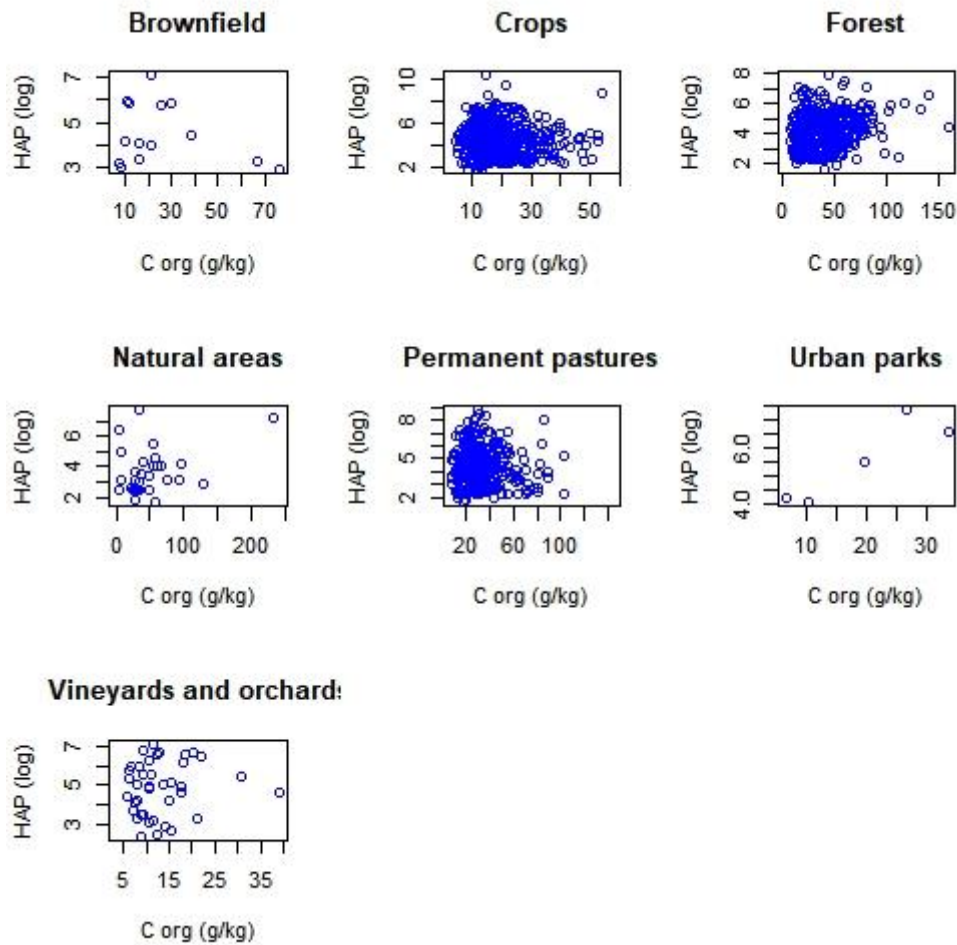 Brownfield
HAP (log)
7
5
3
10 30 50 70
C org (g/kg)
Crops
HAP (log)
10
6
2
10 30 50
C org (g/kg)
Forest
HAP (log)
8
6
4
2
0 50 100 150
C org (g/kg)
Natural areas
HAP (log)
6
4
2
0 100 200
C org (g/kg)
Permanent pastures
HAP (log)
8
5
2
20 60 100
C org (g/kg)
Urban parks
HAP (log)
6.0
4.0
10 20 30
C org (g/kg)
Vineyards and orchards
HAP (log)
7
5
3
5 15 25 35
C org (g/kg)